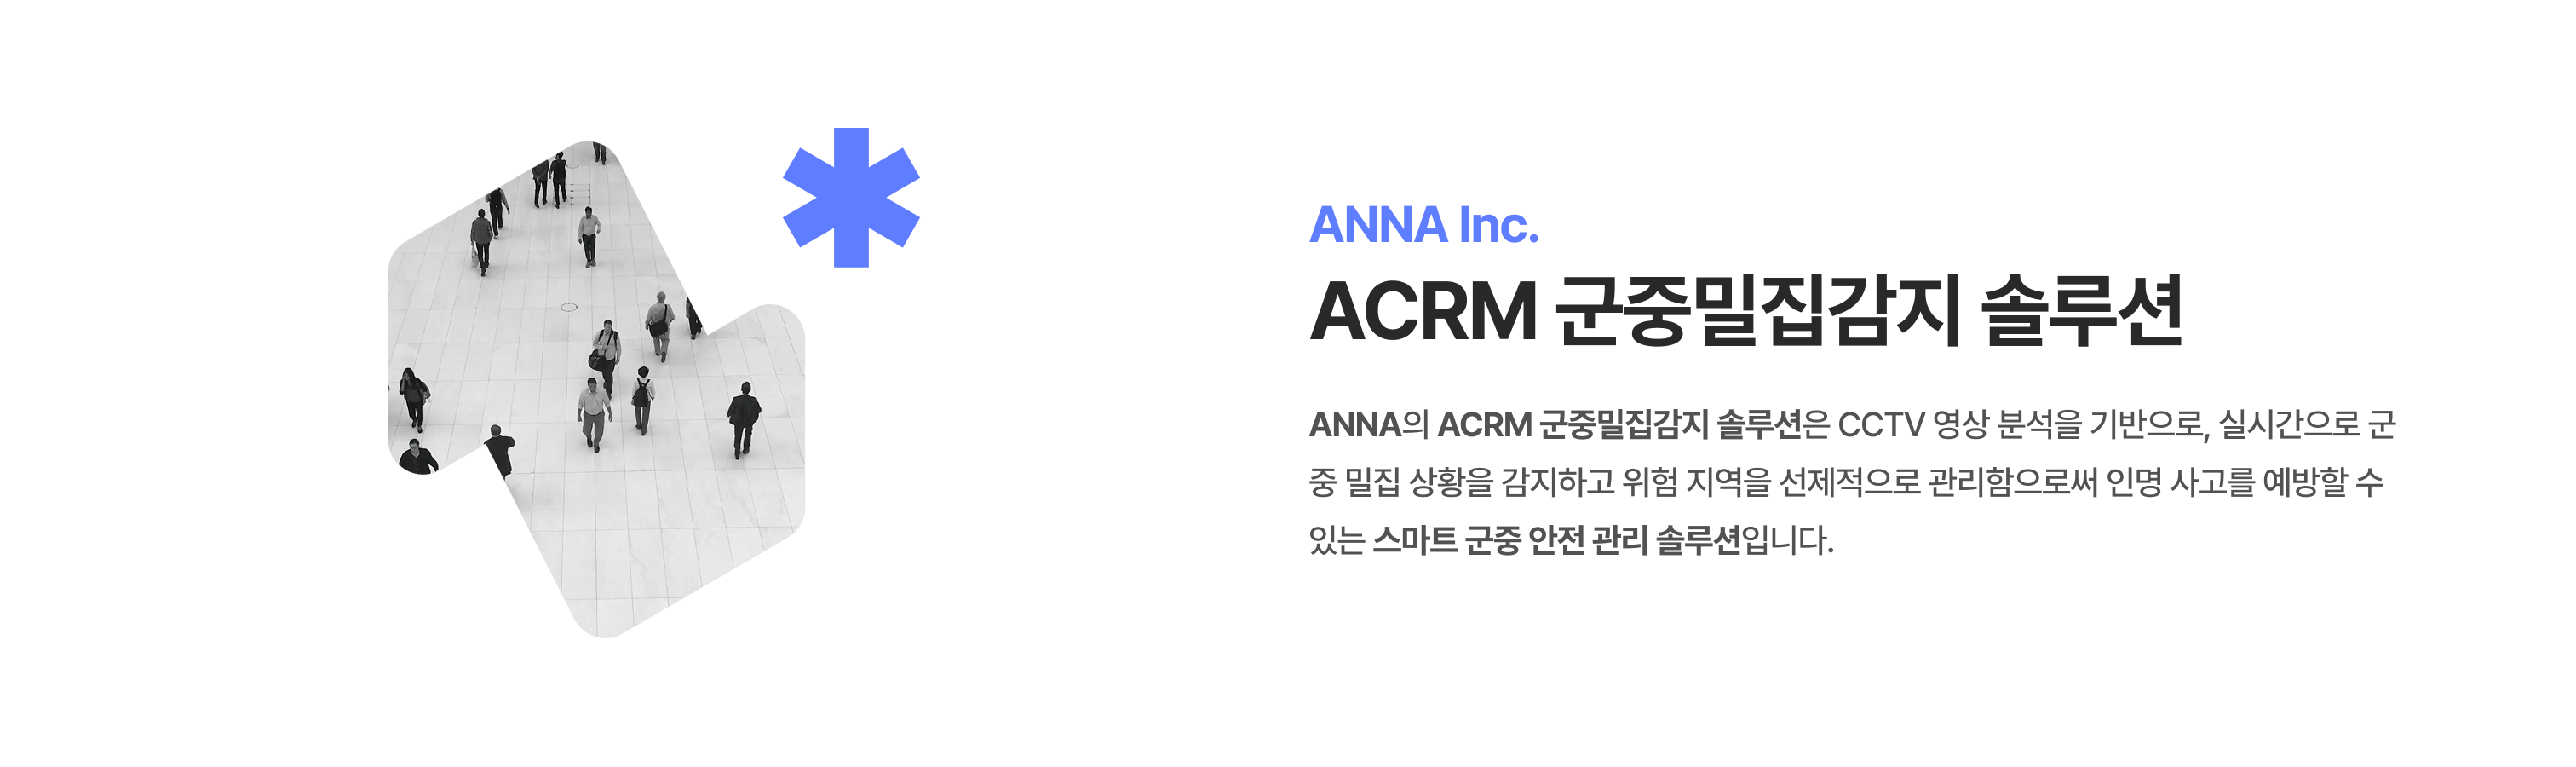 ANNA Inc.
ACRM 군중밀집감지 솔루션
ANNA의 ACRM 군중밀집감지 솔루션은 CCTV 영상 분석을 기반으로, 실시간으로 군
중 밀집 상황을 감지하고 위험 지역을 선제적으로 관리함으로써 인명 사고를 예방할 수
있는 스마트 군중 안전 관리 솔루션입니다.